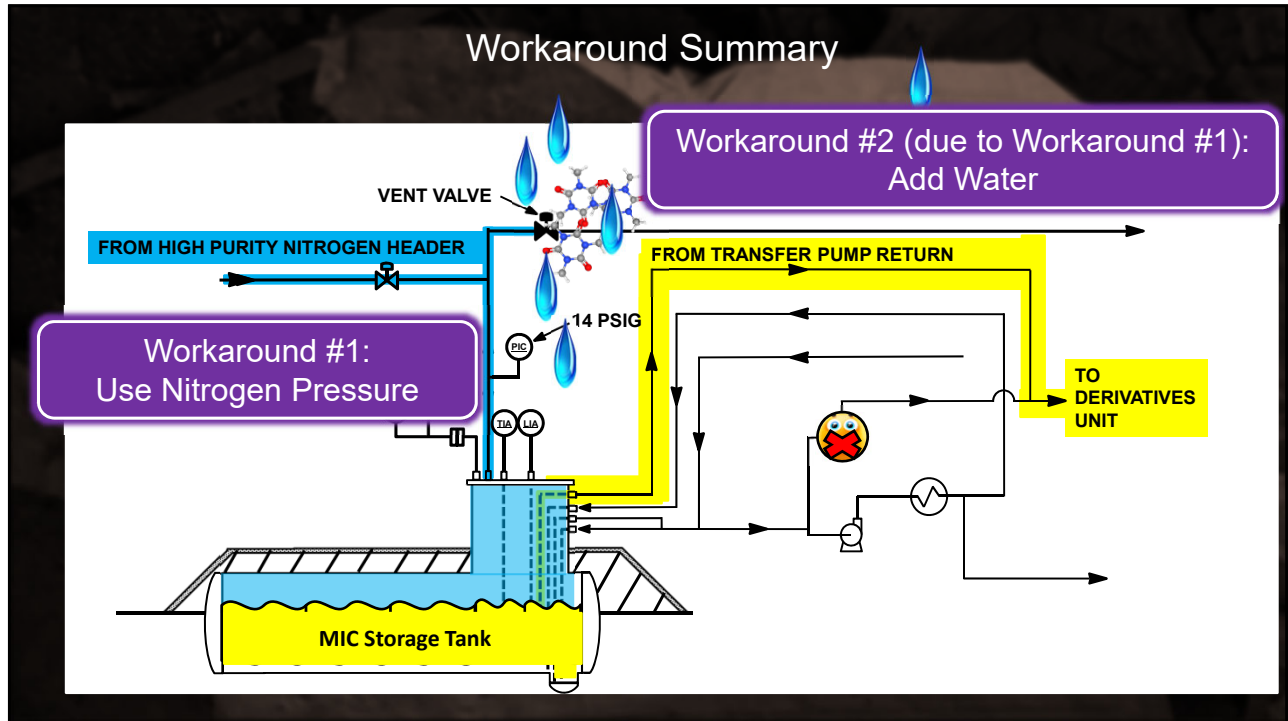 Workaround Summary
Workaround #2 (due to Workaround #1):
Add Water
VENT VALVE
FROM HIGH PURITY NITROGEN HEADER
FROM TRANSFER PUMP RETURN
14 PSIG
PIC
Workaround #1:
Use Nitrogen Pressure
TO
DERIVATIVES
UNIT
TIA
LIA
MIC Storage Tank